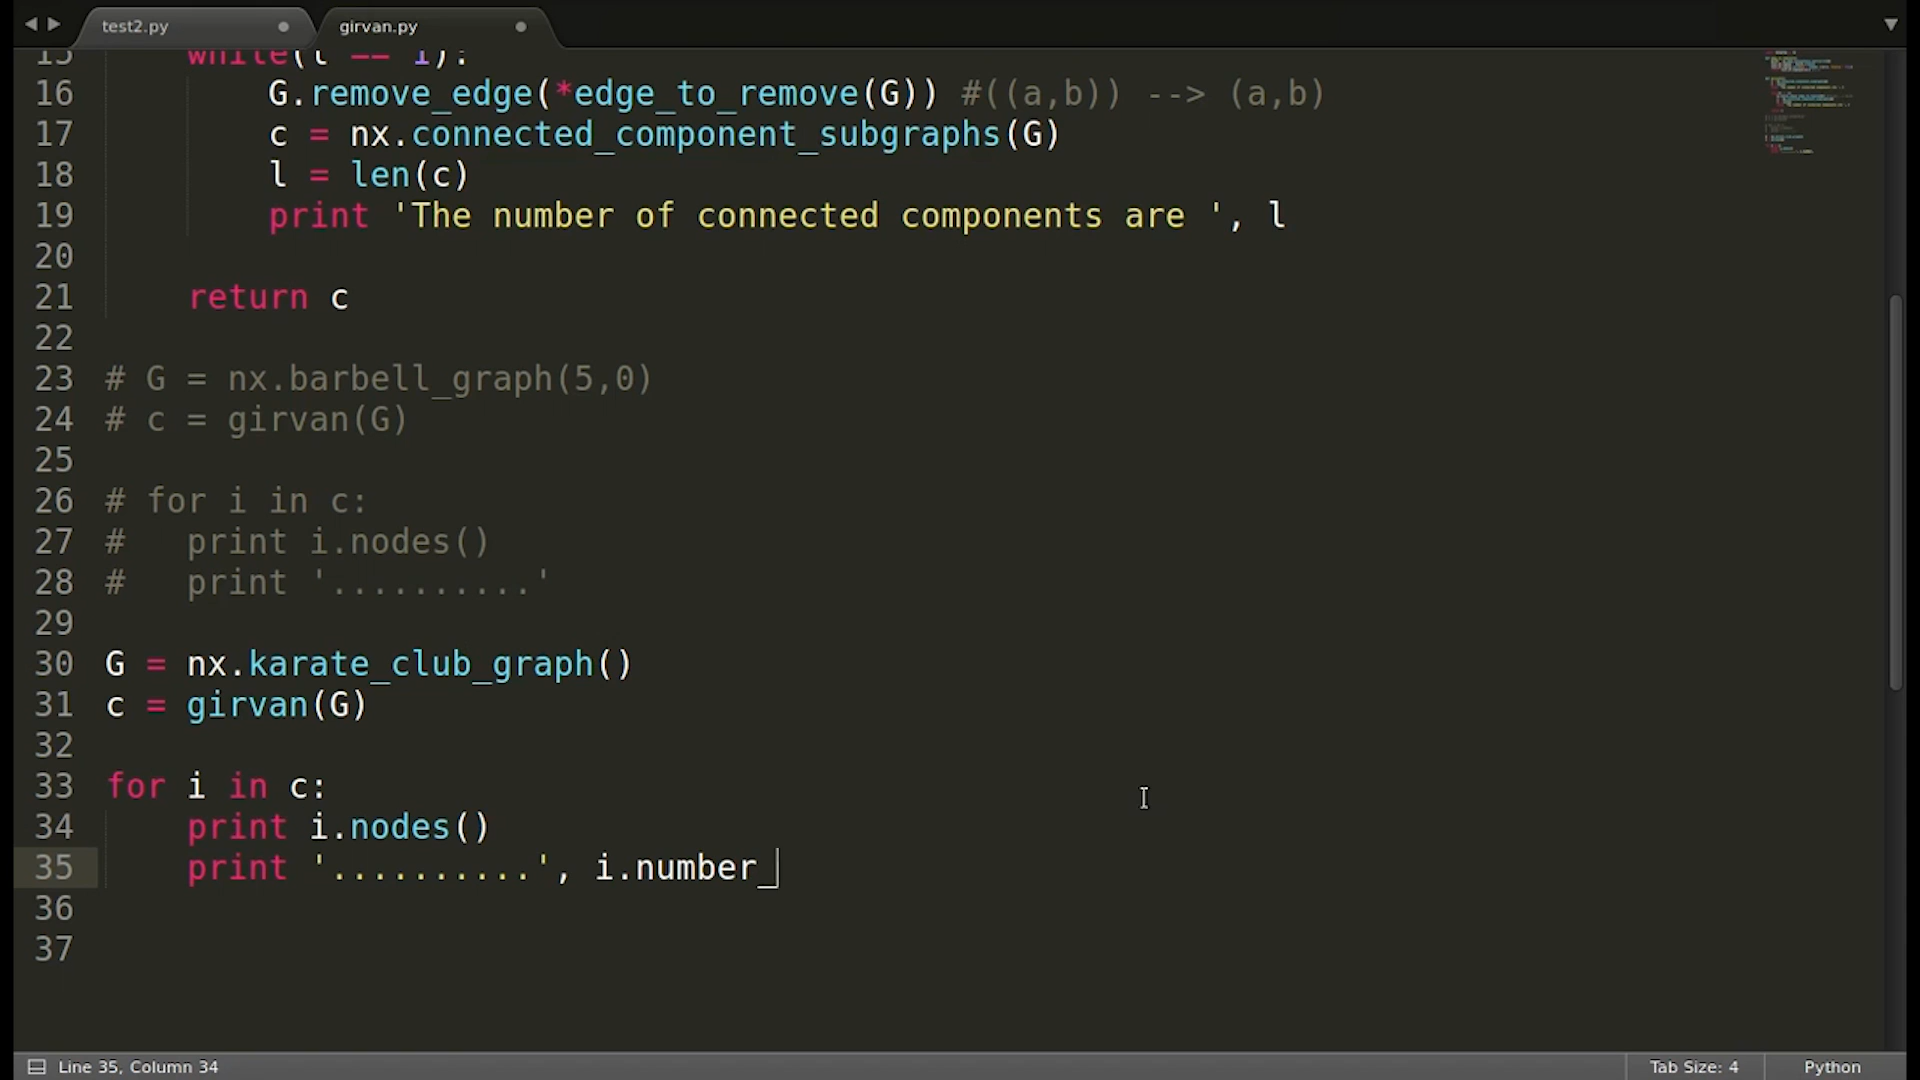 test2.py
girvan.py
15 while(l == 1):
16 G.remove_edge(*edge_to_remove(G)) #((a,b)) --> (a,b)
17 c = nx.connected_component_subgraphs(G)
18 l = len(c)
19 print 'The number of connected components are ', l
20
21 return c
22
23 # G = nx.barbell_graph(5,0)
24 # c = girvan(G)
25
26 # for i in c:
27 # print i.nodes()
28 # print '..........'
29
30 G = nx.karate_club_graph()
31 c = girvan(G)
32
33 for i in c:
34 print i.nodes()
35 print '..........', i.number_
36
37
Line 35, Column 34
Tab Size: 4
Python